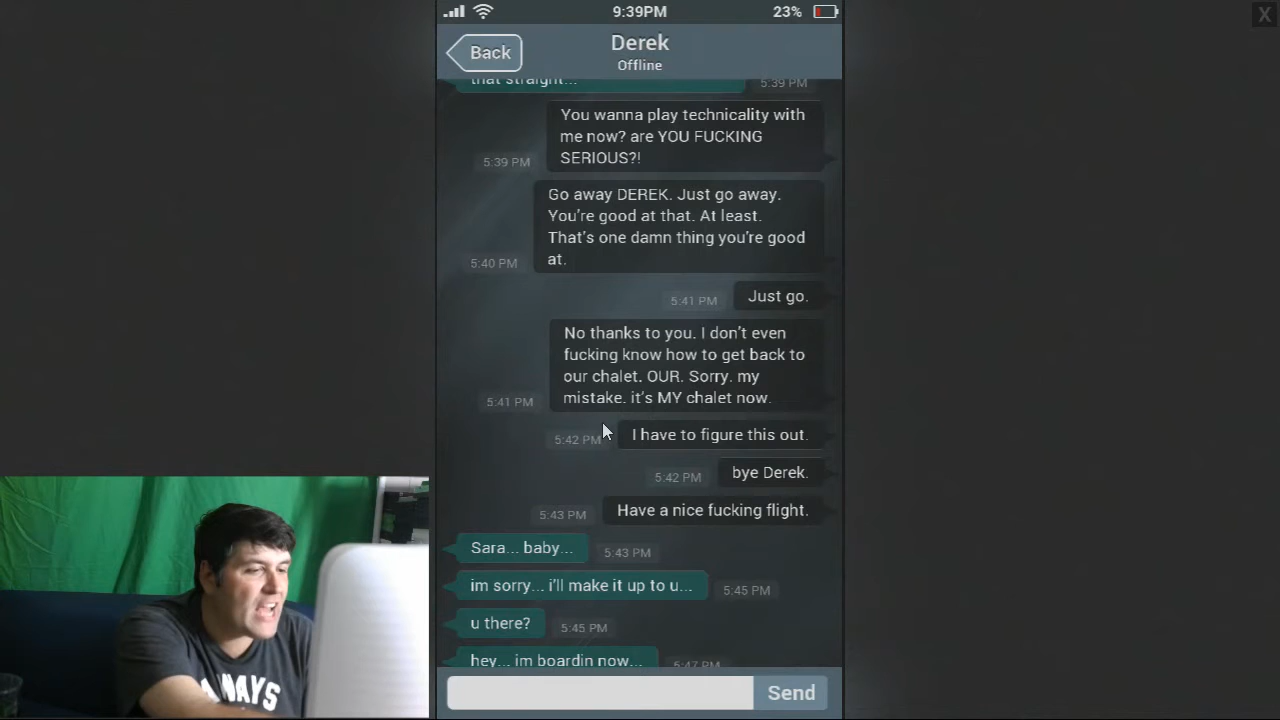 9:39PM
23%
X
Back
Derek
Offline
that straight...
5:39 PM
You wanna play technicality with
me now? are YOU FUCKING
SERIOUS?!
5:39 PM
Go away DEREK. Just go away.
You're good at that. At least.
That's one damn thing you're good
at.
5:40 PM
Just go.
5:41 PM
No thanks to you. I don't even
fucking know how to get back to
our chalet. OUR. Sorry. my
mistake. it's MY chalet now.
5:41 PM
I have to figure this out.
5:42 PM
bye Derek.
5:42 PM
Have a nice fucking flight.
5:43 PM
Sara... baby...
5:43 PM
im sorry... i'll make it up to u...
5:45 PM
u there?
5:45 PM
hey... im boardin now...
5:47 PM
Send